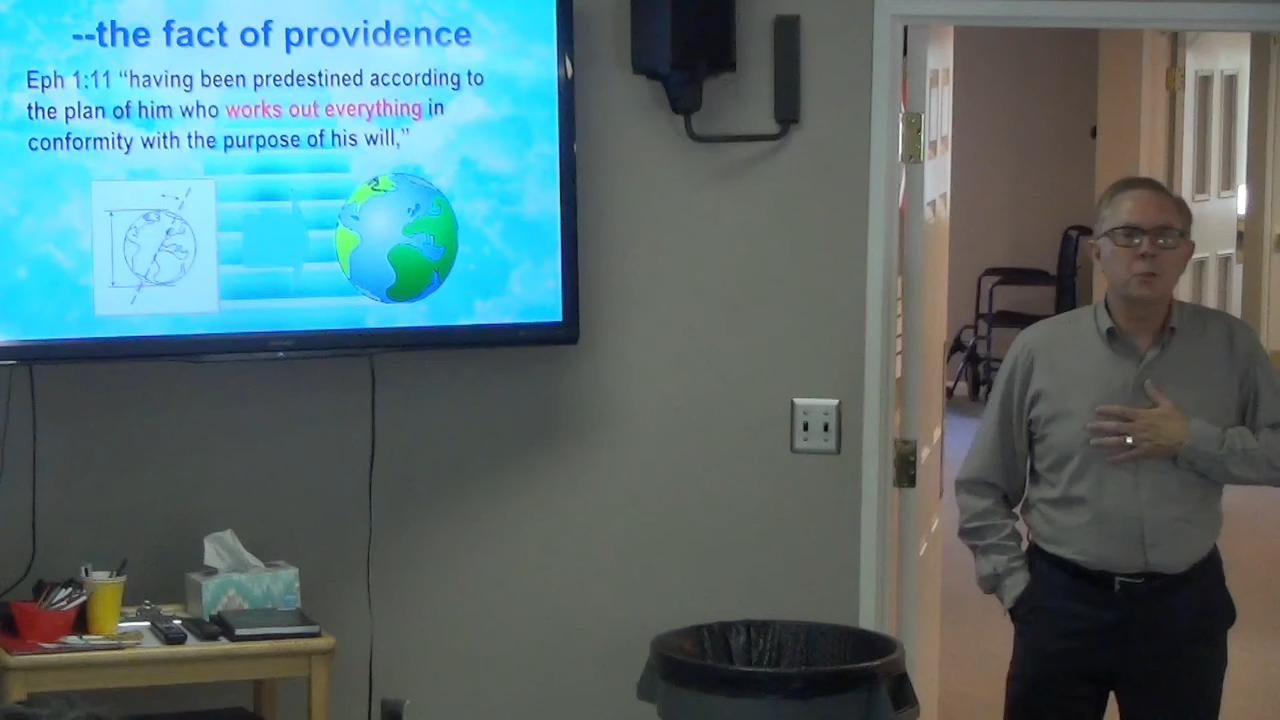 --the fact of providence
Eph 1:11 “having been predestined according to
the plan of him who works out everything in
conformity with the purpose of his will,”